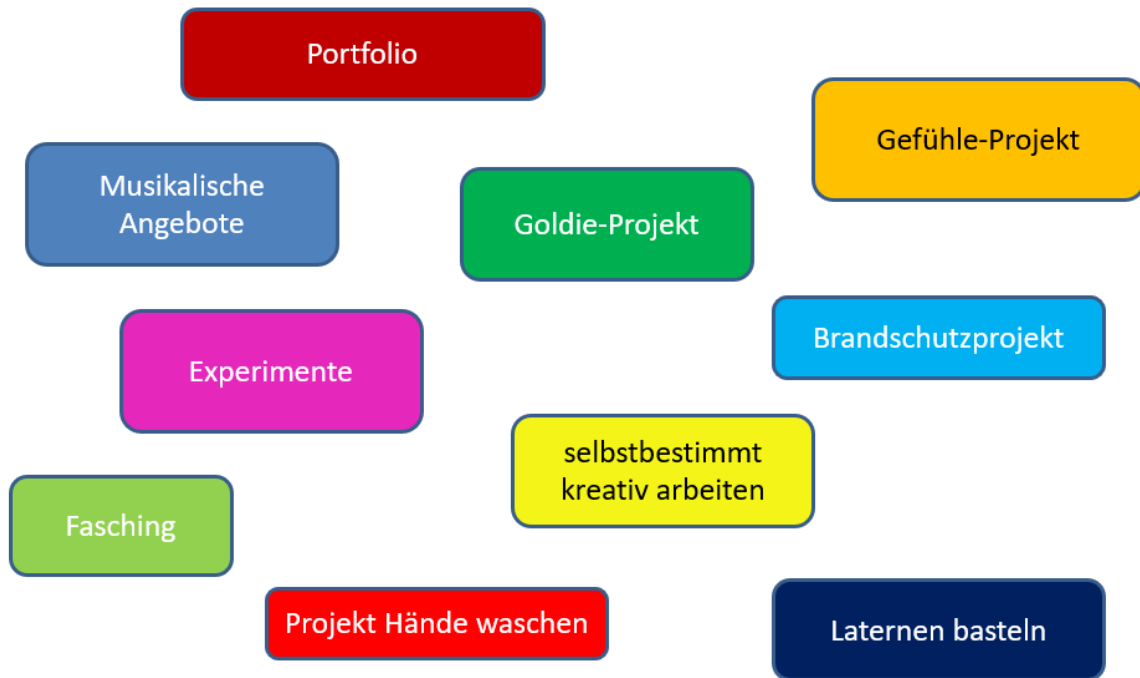 Portfolio
Gefühle-Projekt
Musikalische
Angebote
Goldie-Projekt
Brandschutzprojekt
Experimente
selbstbestimmt
kreativ arbeiten
Fasching
Projekt Hände waschen
Laternen basteln